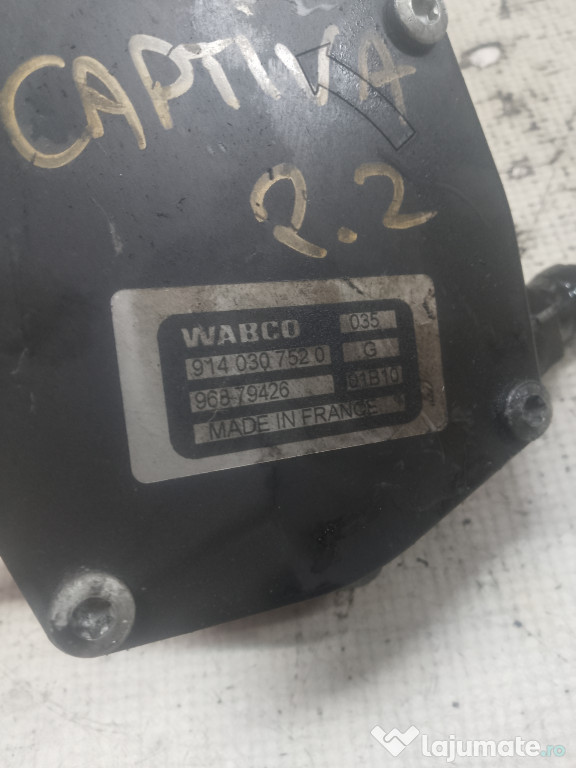 CAPTIVA
2.2
WABCO 035
914 030 752 0 G
96879426 01B10
MADE IN FRANCE
lajumate.ro